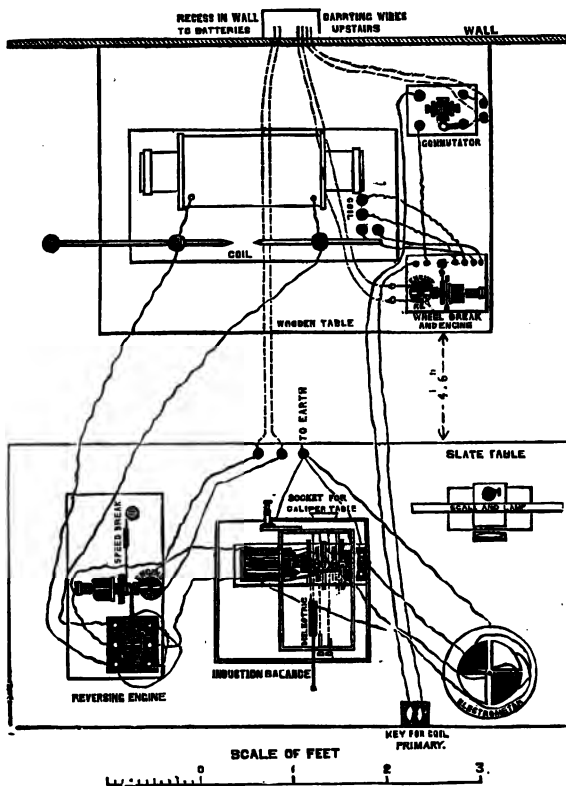 RECESS IN WALL
TO BATTERIES
CARRYING WIRES
UPSTAIRS
WALL
COMMUTATOR
COIL
COIL
WHEEL BREAK
AND ENGINE
WOODEN TABLE
4.6"
TO EARTH
SLATE TABLE
SOCKET FOR
CALIPER TABLE
SCALE AND LAMP
SPEED BREAK
DIELECTRIC
INDUCTION BALANCE
REVERSING ENGINE
ELECTROMETER
KEY FOR COIL
PRIMARY.
SCALE OF FEET
0 1 2 3.